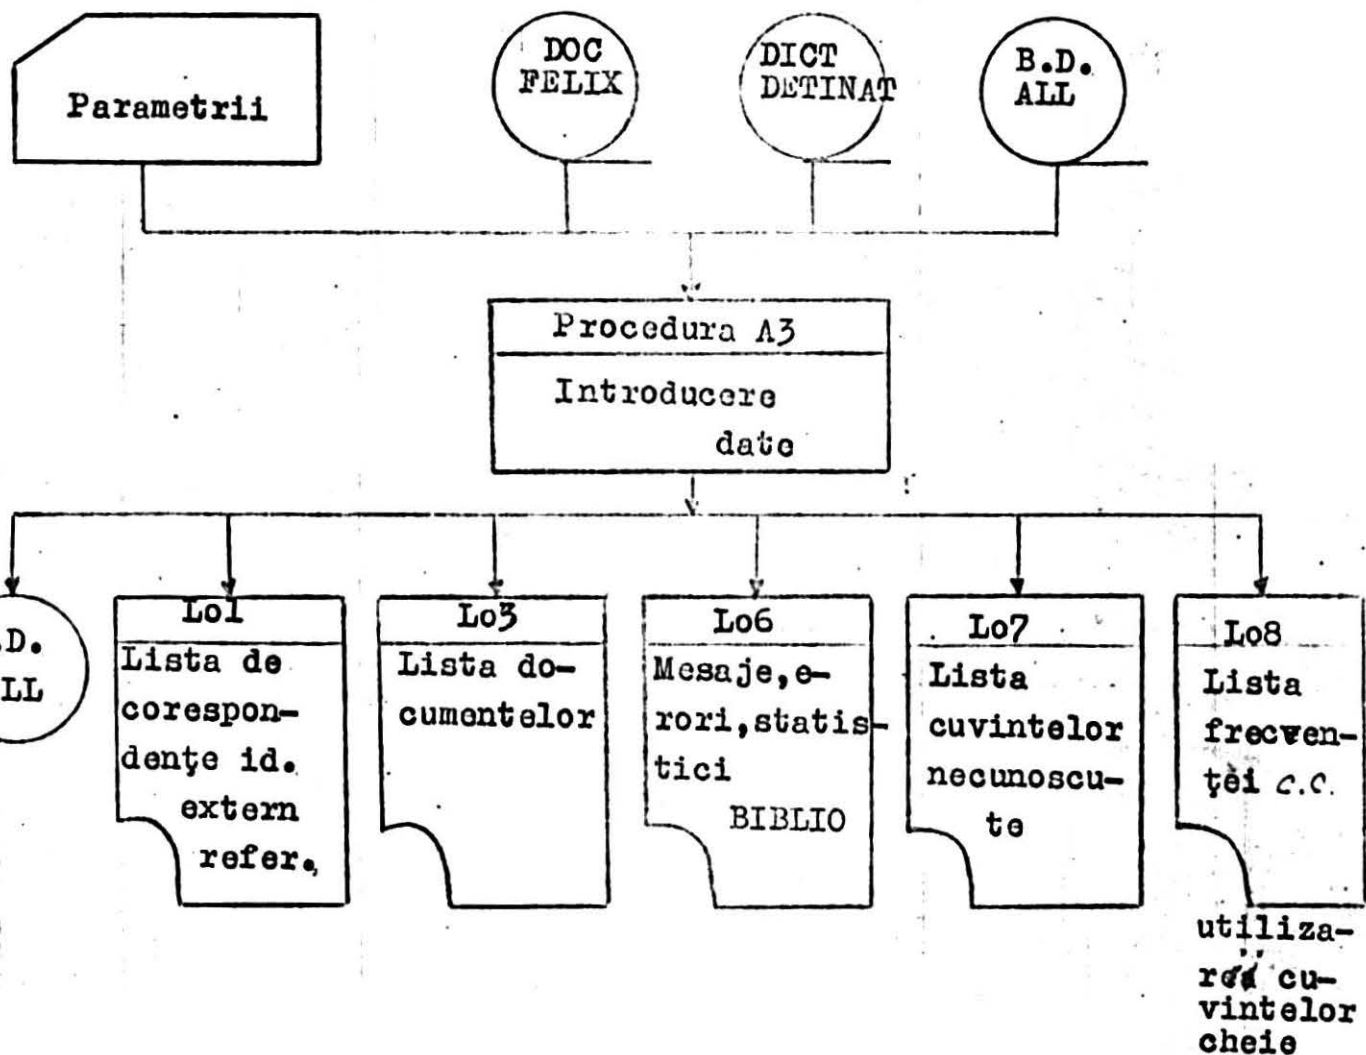 Parametrii
DOC
FELIX
DICT
DETINAT
B.D.
ALL
Procedura A3
Introducere
date
.D.
LL
Lo1
Lista de
corespon-
denţe id.
extern
refer.
Lo3
Lista do-
cumentelor
Lo6
Mesaje,e-
rori,statis-
tici
BIBLIO
Lo7
Lista
cuvintelor
necunoscu-
te
Lo8
Lista
frecven-
ţei c.c.
utiliza-
cu-
vintelor
cheie